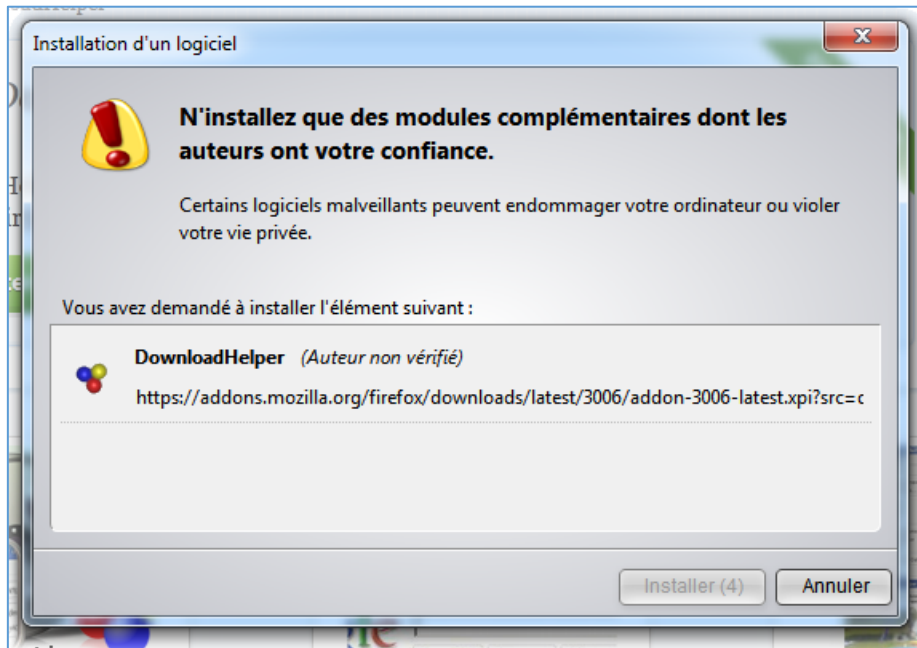 Installation d'un logiciel
N'installez que des modules complémentaires dont les
auteurs ont votre confiance.
Certains logiciels malveillants peuvent endommager votre ordinateur ou violer
votre vie privée.
Vous avez demandé à installer l'élément suivant :
DownloadHelper (Auteur non vérifié)
https://addons.mozilla.org/firefox/downloads/latest/3006/addon-3006-latest.xpi?src=c
Installer (4) Annuler